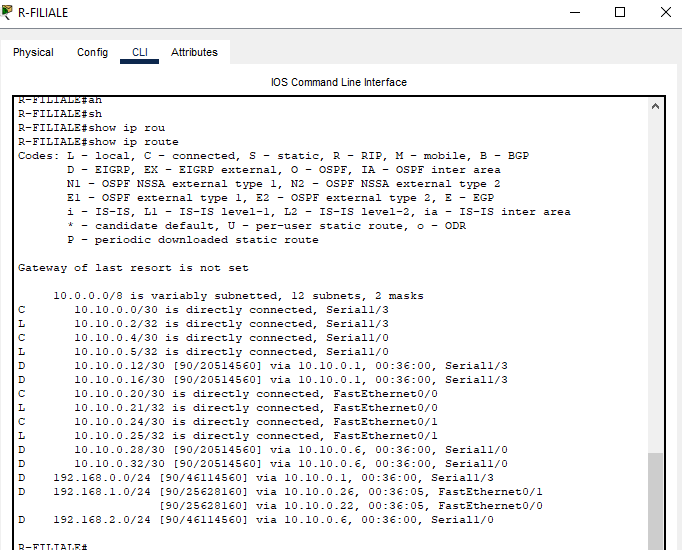 R-FILIALE
Physical Config CLI Attributes
IOS Command Line Interface
R-FILIALE#ah
R-FILIALE#sh
R-FILIALE#show ip rou
R-FILIALE#show ip route
Codes: L - local, C - connected, S - static, R - RIP, M - mobile, B - BGP
D - EIGRP, EX - EIGRP external, O - OSPF, IA - OSPF inter area
N1 - OSPF NSSA external type 1, N2 - OSPF NSSA external type 2
E1 - OSPF external type 1, E2 - OSPF external type 2, E - EGP
i - IS-IS, L1 - IS-IS level-1, L2 - IS-IS level-2, ia - IS-IS inter area
* - candidate default, U - per-user static route, o - ODR
P - periodic downloaded static route
Gateway of last resort is not set
10.0.0.0/8 is variably subnetted, 12 subnets, 2 masks
C 10.10.0.0/30 is directly connected, Serial1/3
L 10.10.0.2/32 is directly connected, Serial1/3
C 10.10.0.4/30 is directly connected, Serial1/0
L 10.10.0.5/32 is directly connected, Serial1/0
D 10.10.0.12/30 [90/20514560] via 10.10.0.1, 00:36:00, Serial1/3
D 10.10.0.16/30 [90/20514560] via 10.10.0.1, 00:36:00, Serial1/3
C 10.10.0.20/30 is directly connected, FastEthernet0/0
L 10.10.0.21/32 is directly connected, FastEthernet0/0
C 10.10.0.24/30 is directly connected, FastEthernet0/1
L 10.10.0.25/32 is directly connected, FastEthernet0/1
D 10.10.0.28/30 [90/20514560] via 10.10.0.6, 00:36:00, Serial1/0
D 10.10.0.32/30 [90/20514560] via 10.10.0.6, 00:36:00, Serial1/0
D 192.168.0.0/24 [90/46114560] via 10.10.0.1, 00:36:00, Serial1/3
D 192.168.1.0/24 [90/25628160] via 10.10.0.26, 00:36:05, FastEthernet0/1
[90/25628160] via 10.10.0.22, 00:36:05, FastEthernet0/0
D 192.168.2.0/24 [90/46114560] via 10.10.0.6, 00:36:00, Serial1/0
R-FILIALE#